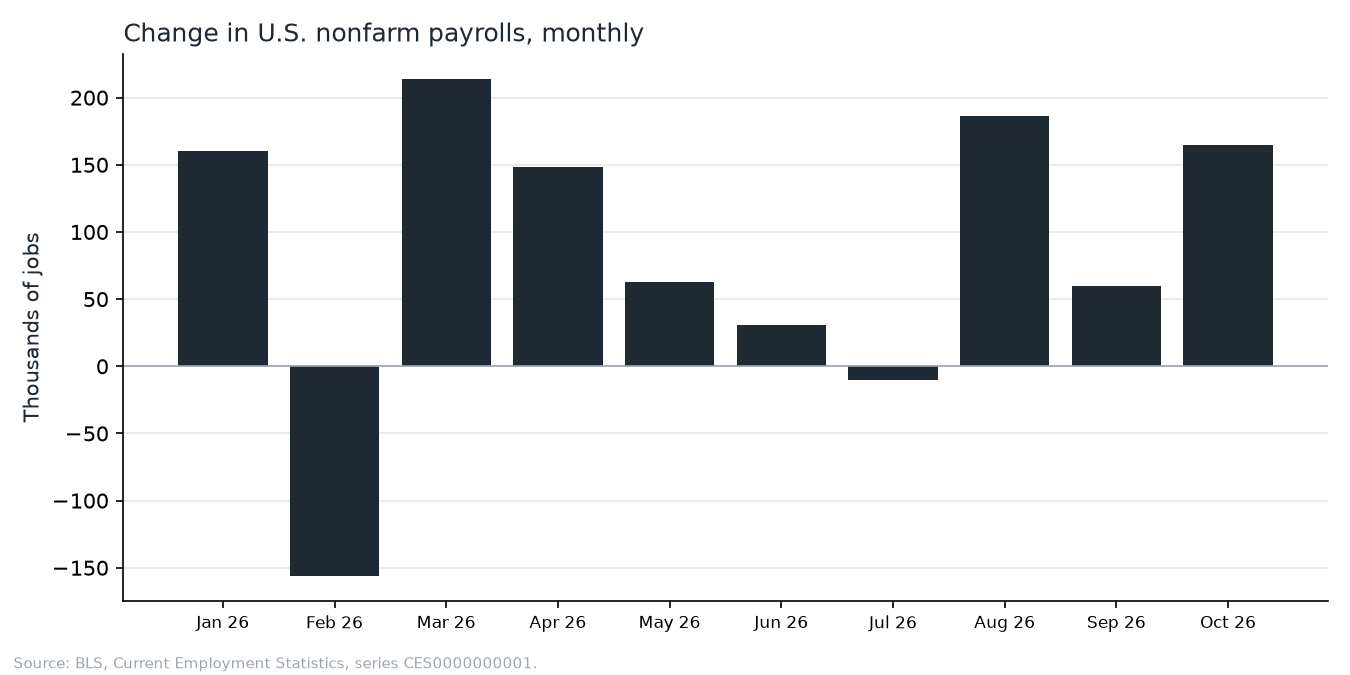 Change in U.S. nonfarm payrolls, monthly
Thousands of jobs
200
150
100
50
0
−50
−100
−150
Jan 26 Feb 26 Mar 26 Apr 26 May 26 Jun 26 Jul 26 Aug 26 Sep 26 Oct 26
Source: BLS, Current Employment Statistics, series CES0000000001.